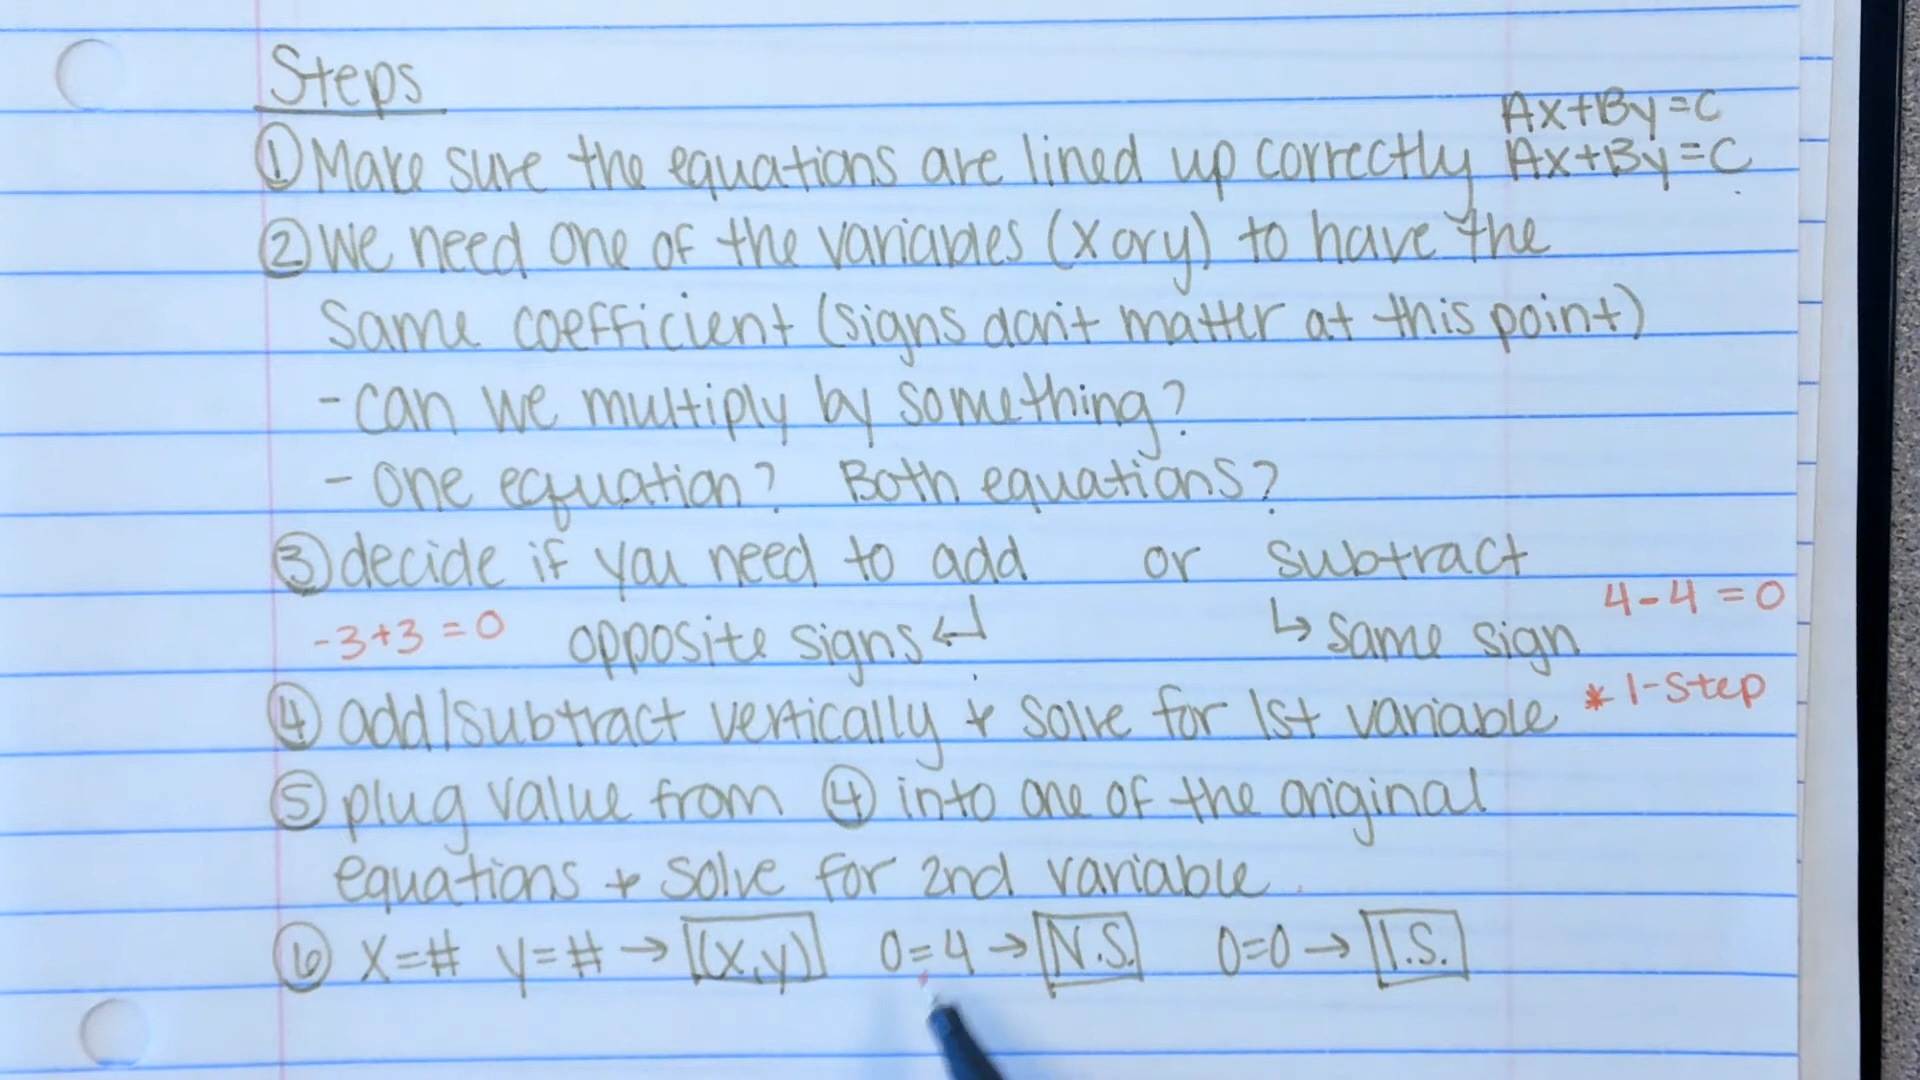 Steps
Ax+By=C
① Make sure the equations are lined up correctly Ax+By=C
② We need one of the variables (x or y) to have the
same coefficient (signs don't matter at this point)
- can we multiply by something?
- one equation? Both equations?
③ decide if you need to add or subtract
4-4=0
-3+3=0 opposite signs ↵ ↳ same sign
* 1-step
④ add/subtract vertically + solve for 1st variable
⑤ plug value from ④ into one of the original
equations + solve for 2nd variable
⑥ x=# y=# → (x,y) 0=4 → N.S. 0=0 → I.S.